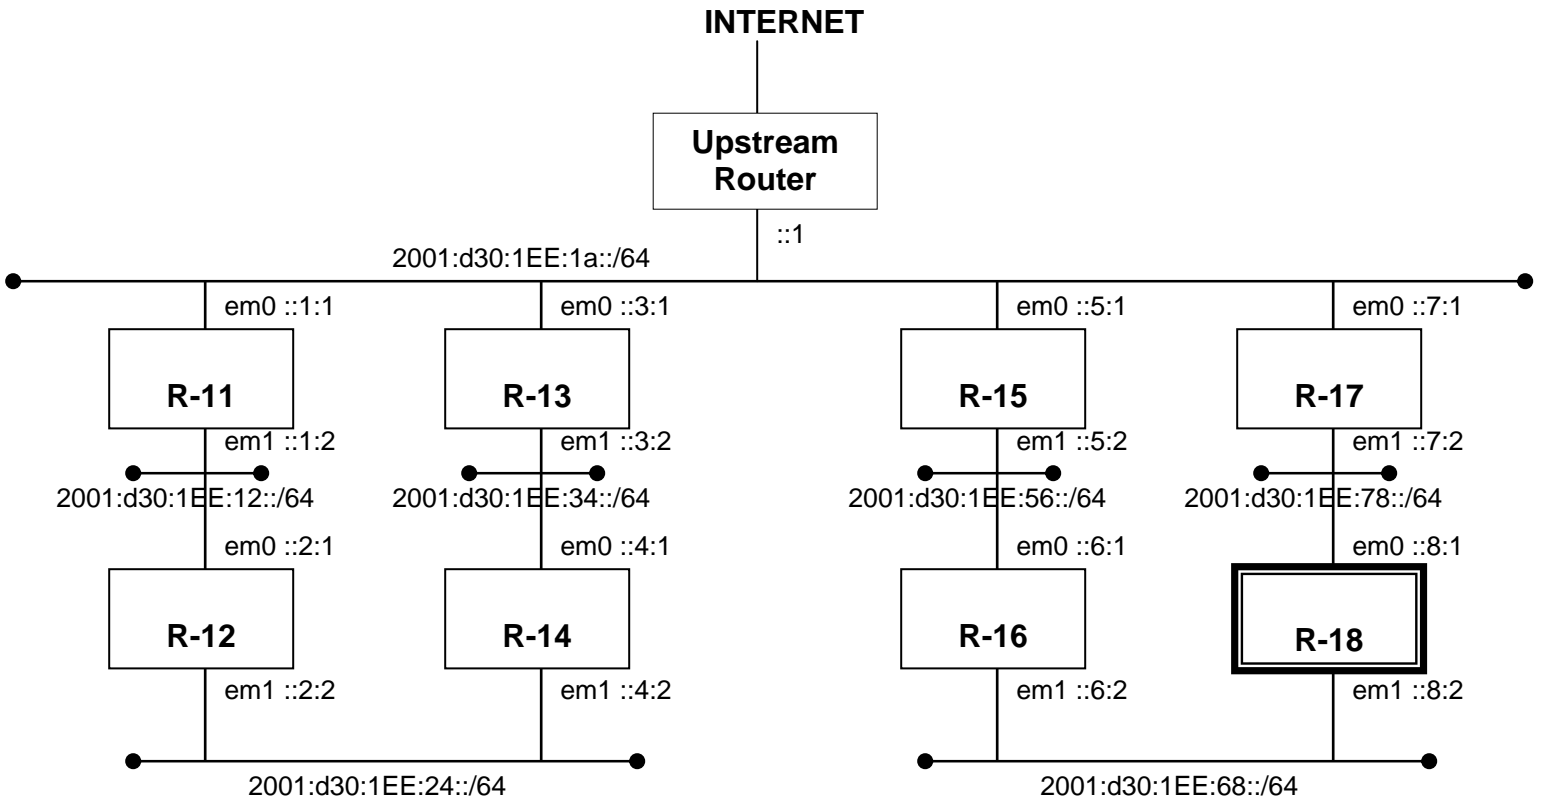 INTERNET
Upstream
Router
::1
2001:d30:1EE:1a::/64
em0 ::1:1
em0 ::3:1
em0 ::5:1
em0 ::7:1
R-11
R-13
R-15
R-17
em1 ::1:2
em1 ::3:2
em1 ::5:2
em1 ::7:2
2001:d30:1EE:12::/64
2001:d30:1EE:34::/64
2001:d30:1EE:56::/64
2001:d30:1EE:78::/64
em0 ::2:1
em0 ::4:1
em0 ::6:1
em0 ::8:1
R-12
R-14
R-16
R-18
em1 ::2:2
em1 ::4:2
em1 ::6:2
em1 ::8:2
2001:d30:1EE:24::/64
2001:d30:1EE:68::/64